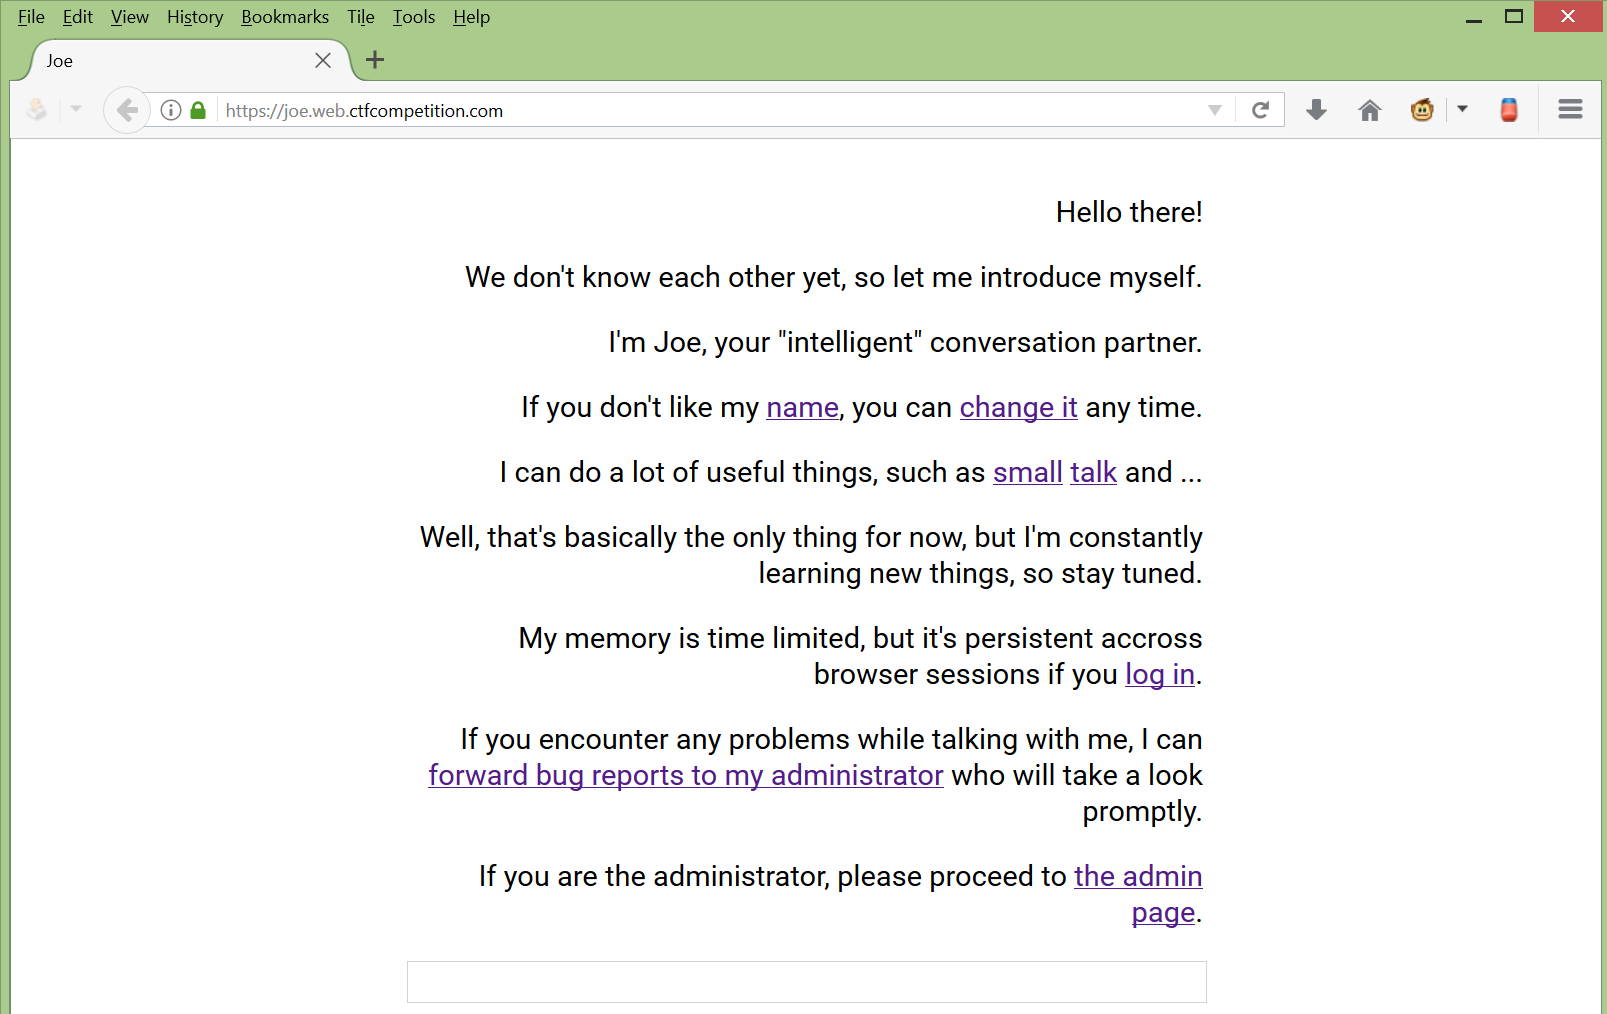 File Edit View History Bookmarks Tile Tools Help
Joe
https://joe.web.ctfcompetition.com
Hello there!
We don't know each other yet, so let me introduce myself.
I'm Joe, your "intelligent" conversation partner.
If you don't like my name, you can change it any time.
I can do a lot of useful things, such as small talk and ...
Well, that's basically the only thing for now, but I'm constantly
learning new things, so stay tuned.
My memory is time limited, but it's persistent accross
browser sessions if you log in.
If you encounter any problems while talking with me, I can
forward bug reports to my administrator who will take a look
promptly.
If you are the administrator, please proceed to the admin
page.